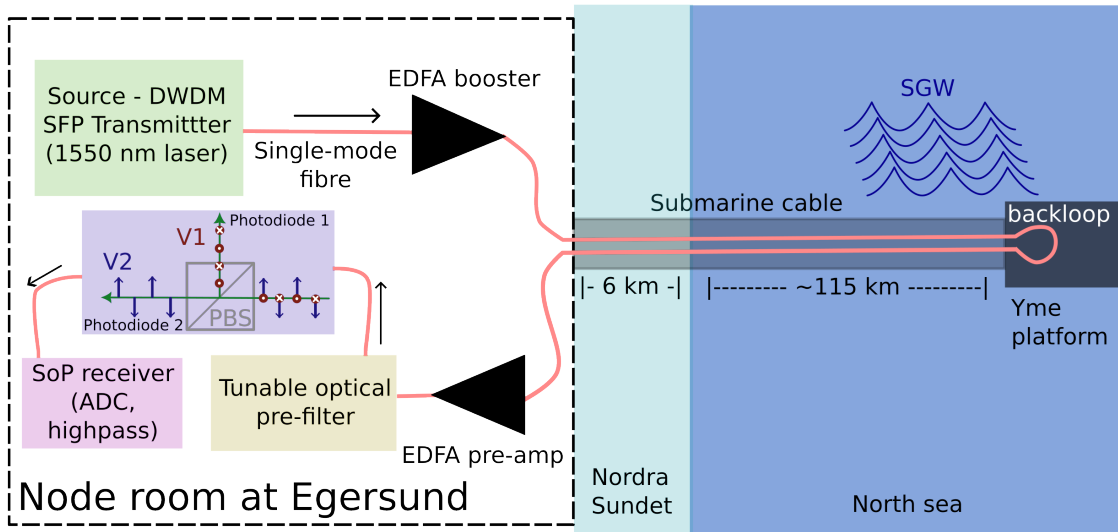 Source - DWDM
SFP Transmittter
(1550 nm laser)
EDFA booster
Single-mode
fibre
SGW
Submarine cable
backloop
|- 6 km -|
|--------- ~115 km ----------|
Yme
platform
Photodiode 1
V1
V2
PBS
Photodiode 2
SoP receiver
(ADC,
highpass)
Tunable optical
pre-filter
EDFA pre-amp
Node room at Egersund
Nordra
Sundet
North sea